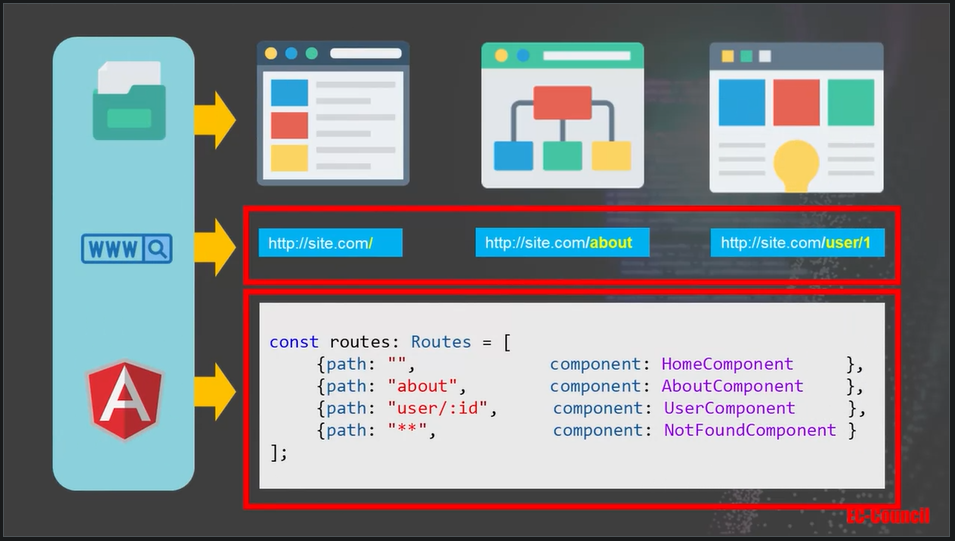 WWW
http://site.com/
http://site.com/about
http://site.com/user/1
const routes: Routes = [
{path: "", component: HomeComponent },
{path: "about", component: AboutComponent },
{path: "user/:id", component: UserComponent },
{path: "**", component: NotFoundComponent }
];
A
EC-Council